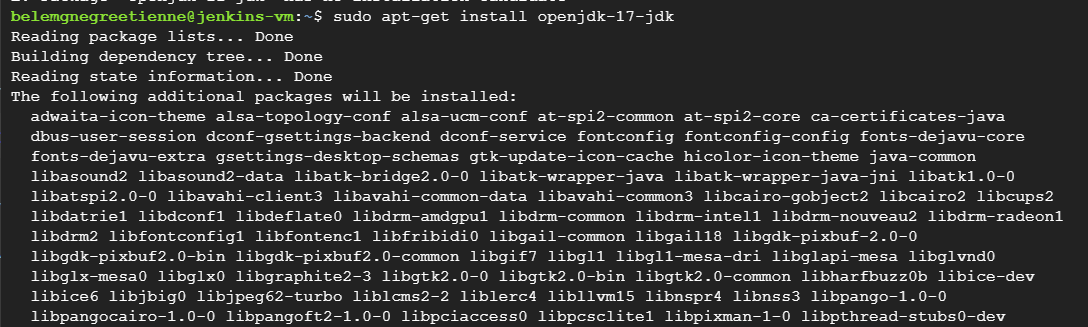 belemgnegreetienne@jenkins-vm:~$ sudo apt-get install openjdk-17-jdk
Reading package lists... Done
Building dependency tree... Done
Reading state information... Done
The following additional packages will be installed:
  adwaita-icon-theme alsa-topology-conf alsa-ucm-conf at-spi2-common at-spi2-core ca-certificates-java
  dbus-user-session dconf-gsettings-backend dconf-service fontconfig fontconfig-config fonts-dejavu-core
  fonts-dejavu-extra gsettings-desktop-schemas gtk-update-icon-cache hicolor-icon-theme java-common
  libasound2 libasound2-data libatk-bridge2.0-0 libatk-wrapper-java libatk-wrapper-java-jni libatk1.0-0
  libatspi2.0-0 libavahi-client3 libavahi-common-data libavahi-common3 libcairo-gobject2 libcairo2 libcups2
  libdatrie1 libdconf1 libdeflate0 libdrm-amdgpu1 libdrm-common libdrm-intel1 libdrm-nouveau2 libdrm-radeon1
  libdrm2 libfontconfig1 libfontenc1 libfribidi0 libgail-common libgail18 libgdk-pixbuf-2.0-0
  libgdk-pixbuf2.0-bin libgdk-pixbuf2.0-common libgif7 libgl1 libgl1-mesa-dri libglapi-mesa libglvnd0
  libglx-mesa0 libglx0 libgraphite2-3 libgtk2.0-0 libgtk2.0-bin libgtk2.0-common libharfbuzz0b libice-dev
  libice6 libjbig0 libjpeg62-turbo liblcms2-2 liblerc4 libllvm15 libnspr4 libnss3 libpango-1.0-0
  libpangocairo-1.0-0 libpangoft2-1.0-0 libpciaccess0 libpcsclite1 libpixman-1-0 libpthread-stubs0-dev